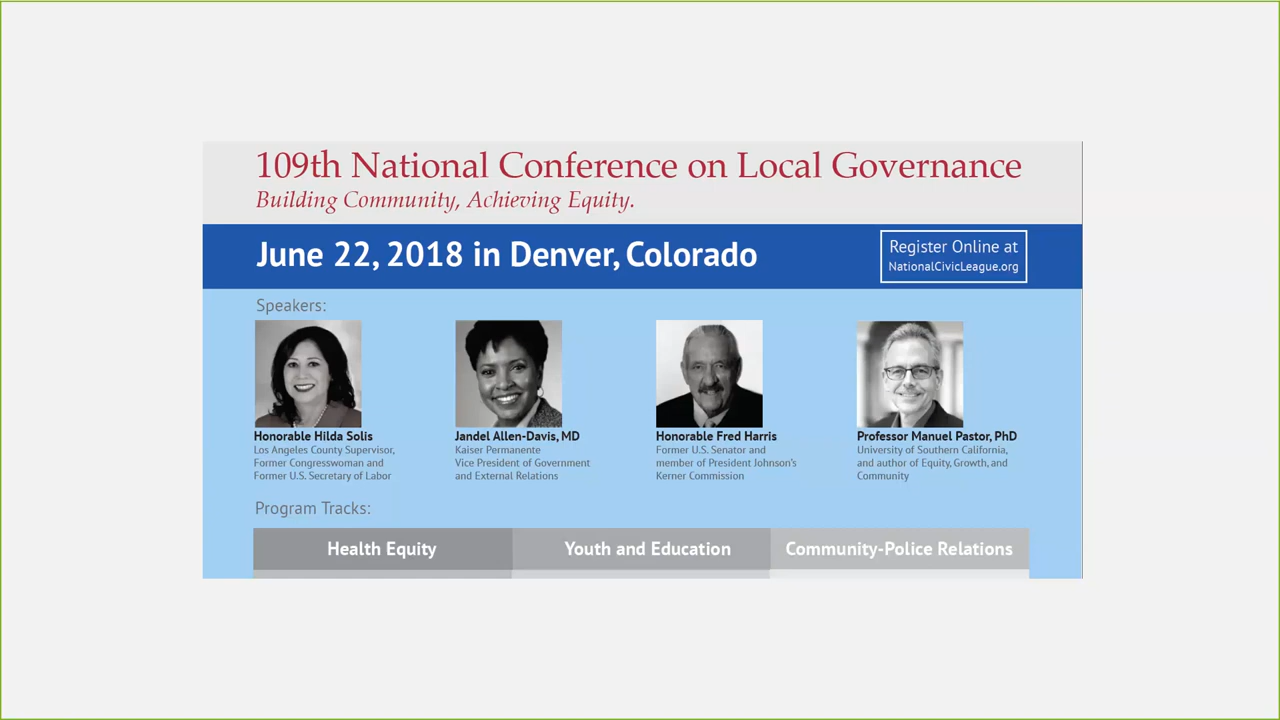 109th National Conference on Local Governance
Building Community, Achieving Equity.
June 22, 2018 in Denver, Colorado
Register Online at
NationalCivicLeague.org
Speakers:
Honorable Hilda Solis
Los Angeles County Supervisor,
Former Congresswoman and
Former U.S. Secretary of Labor
Jandel Allen-Davis, MD
Kaiser Permanente
Vice President of Government
and External Relations
Honorable Fred Harris
Former U.S. Senator and
member of President Johnson's
Kerner Commission
Professor Manuel Pastor, PhD
University of Southern California,
and author of Equity, Growth, and
Community
Program Tracks:
Health Equity
Youth and Education
Community-Police Relations